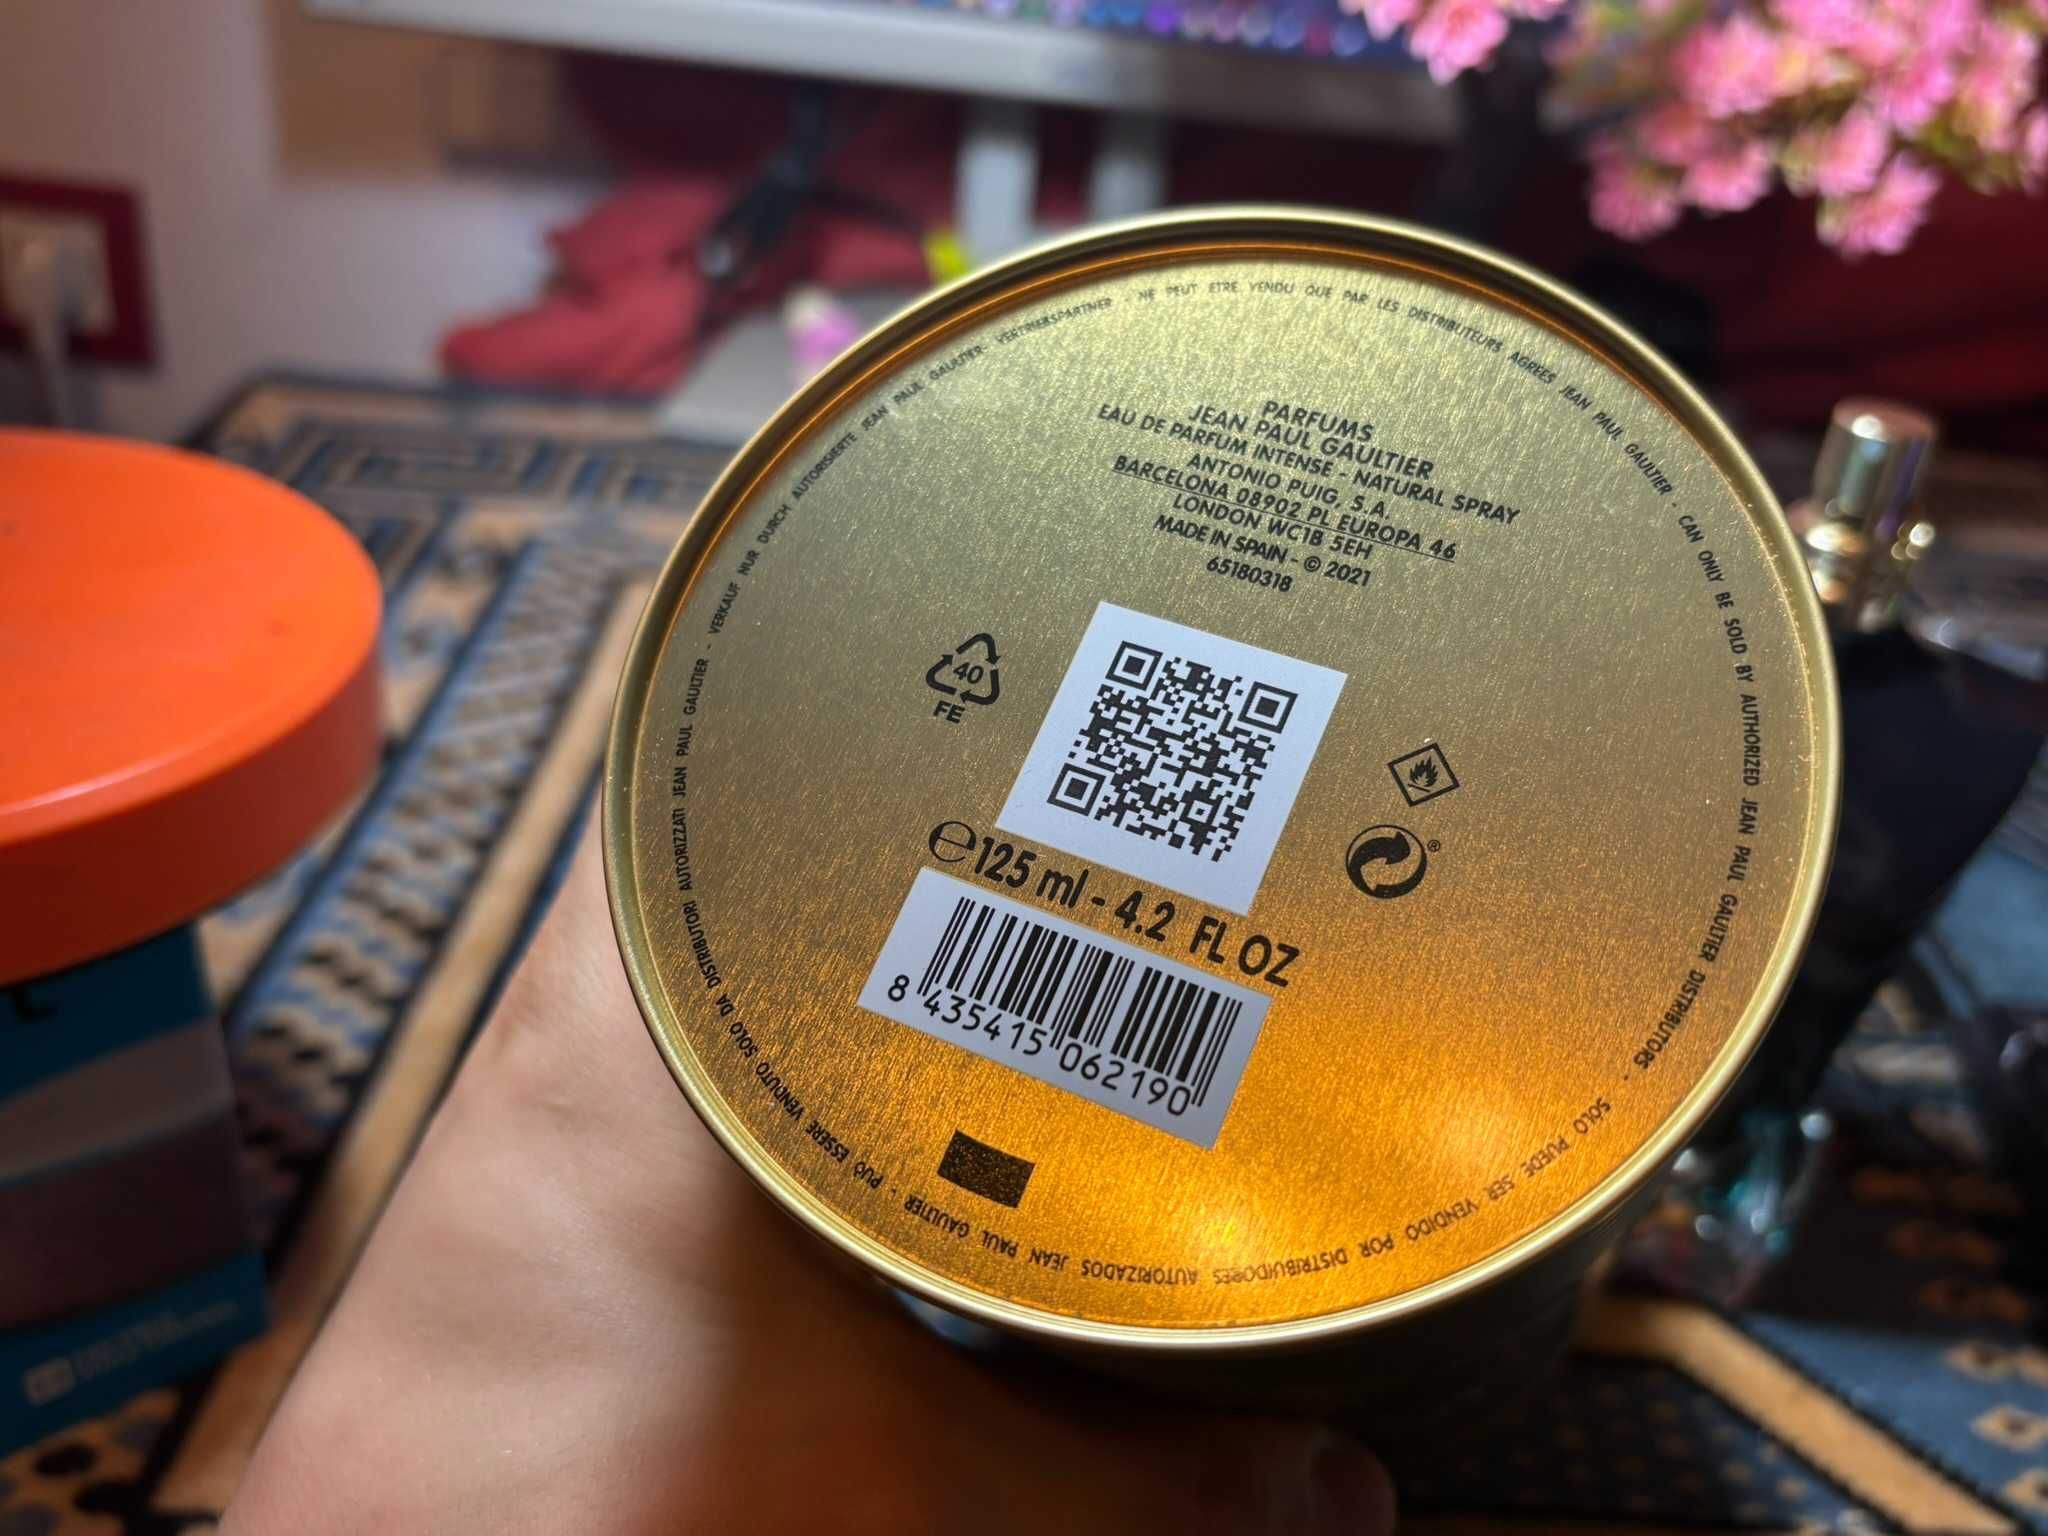 PARFUMS
JEAN PAUL GAULTIER
EAU DE PARFUM INTENSE - NATURAL SPRAY
ANTONIO PUIG, S.A.
BARCELONA 08902 PL EUROPA 46
LONDON WC1B 5EH
MADE IN SPAIN - © 2021
65180318
40
FE
℮125 ml - 4.2 FL OZ
8 435415 062190
NE PEUT ETRE VENDU QUE PAR LES DISTRIBUTEURS AGREES JEAN PAUL GAULTIER - CAN ONLY BE SOLD BY AUTHORIZED JEAN PAUL GAULTIER DISTRIBUTORS - SOLO PUEDE SER VENDIDO POR DISTRIBUIDORES AUTORIZADOS JEAN PAUL GAULTIER - PUÒ ESSERE VENDUTO SOLO DA DISTRIBUTORI AUTORIZZATI JEAN PAUL GAULTIER - VERKAUF NUR DURCH AUTORISIERTE JEAN PAUL GAULTIER- VERTINERSPARTNER -